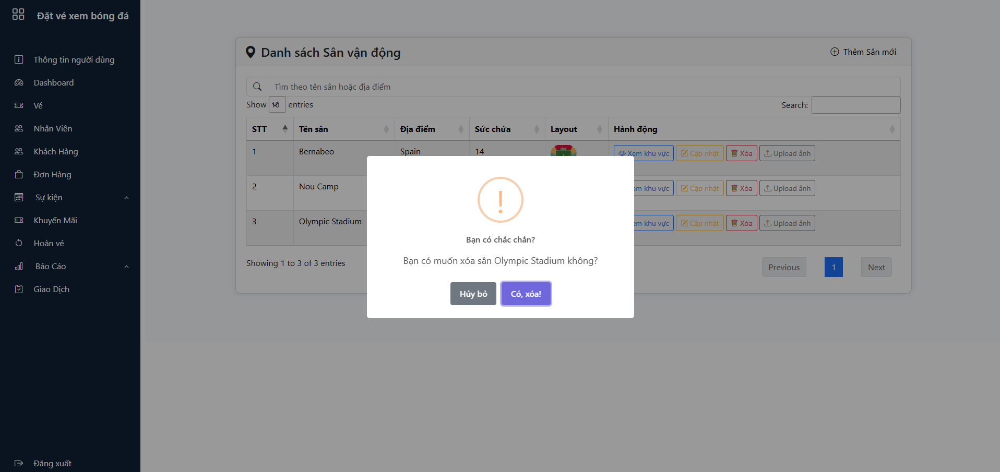 Đặt vé xem bóng đá
Thông tin người dùng
Dashboard
Vé
Nhân Viên
Khách Hàng
Đơn Hàng
Sự kiện
Khuyến Mãi
Hoàn vé
Báo Cáo
Giao Dịch
Đăng xuất
Danh sách Sân vận động
Thêm Sân mới
Tìm theo tên sân hoặc địa điểm
Show 10 entries
Search:
STT Tên sân Địa điểm Sức chứa Layout Hành động
1 Bernabeo Spain 14 Xem khu vực Cập nhật Xóa Upload ảnh
2 Nou Camp khu vực Cập nhật Xóa Upload ảnh
3 Olympic Stadium khu vực Cập nhật Xóa Upload ảnh
Showing 1 to 3 of 3 entries
Previous 1 Next
!
Bạn có chắc chắn?
Bạn có muốn xóa sân Olympic Stadium không?
Hủy bỏ Có, xóa!